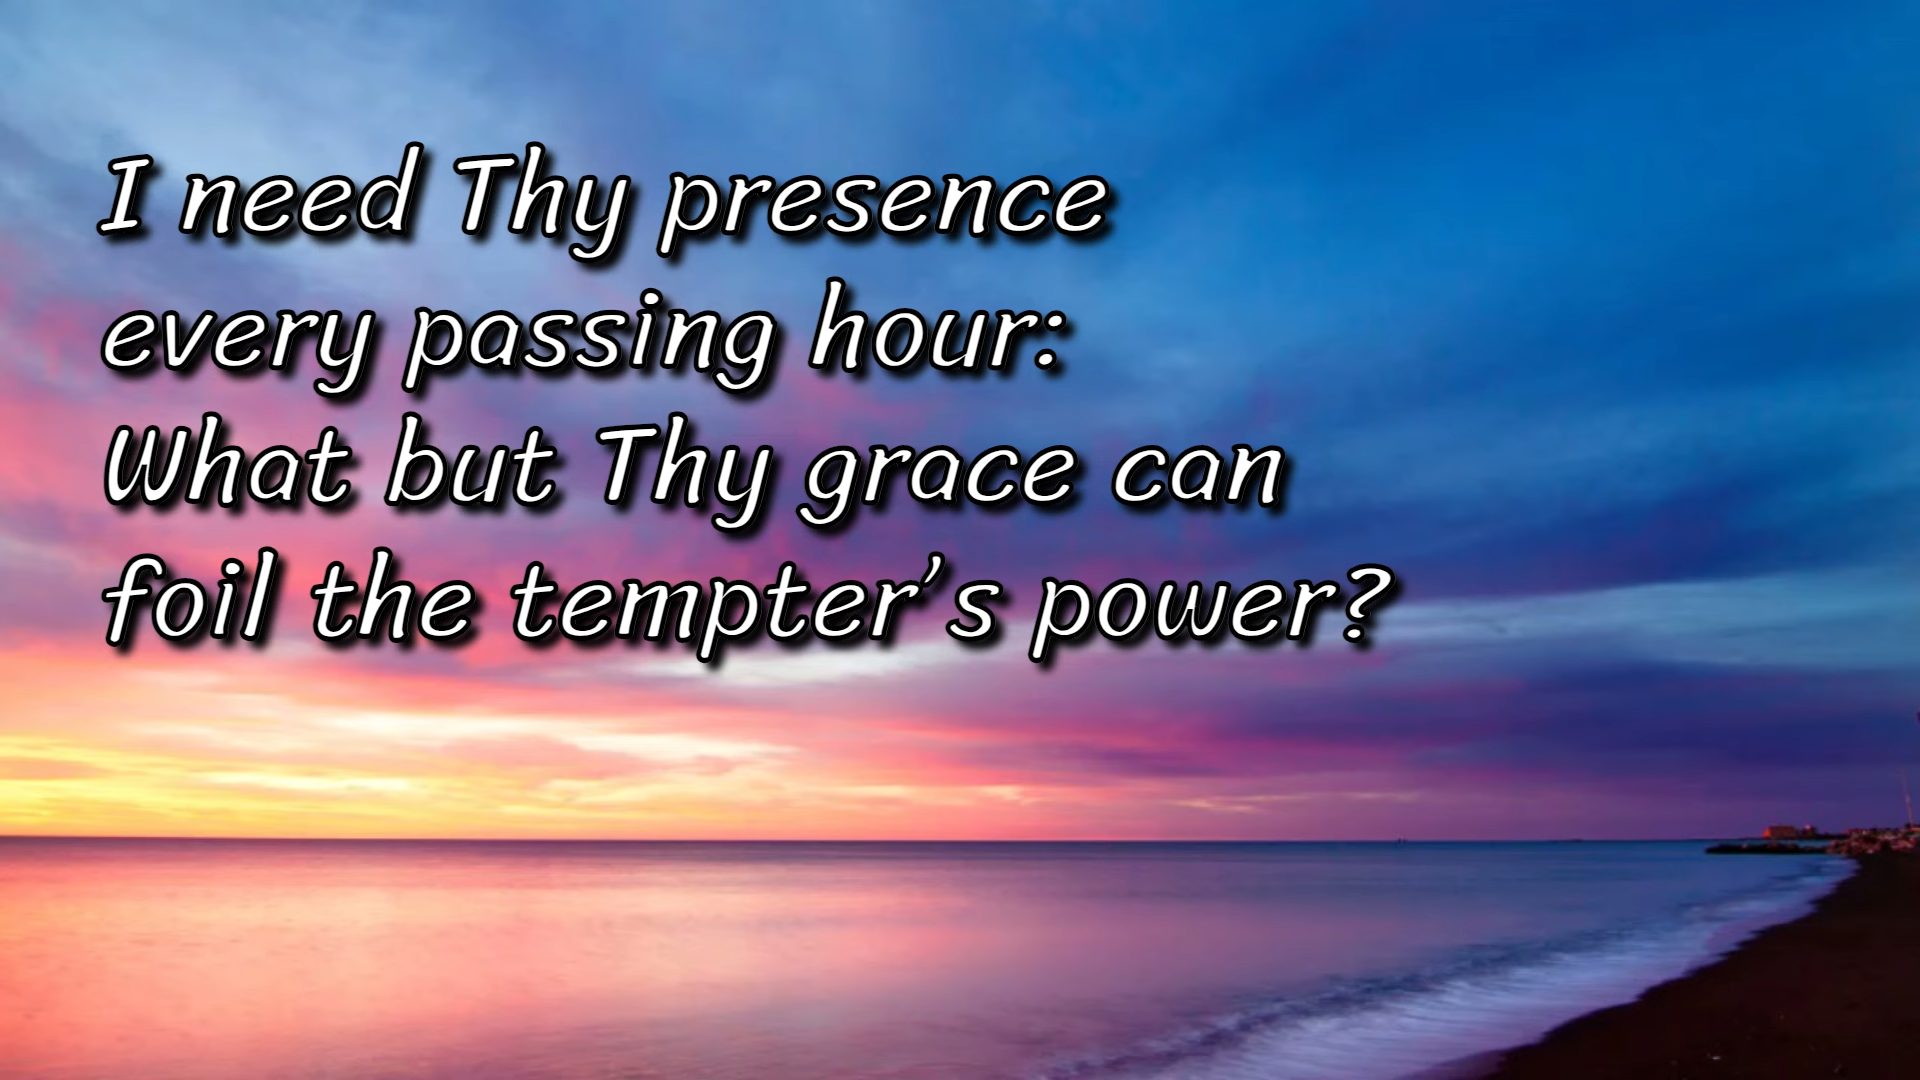 I need Thy presence
every passing hour:
What but Thy grace can
foil the tempter’s power?